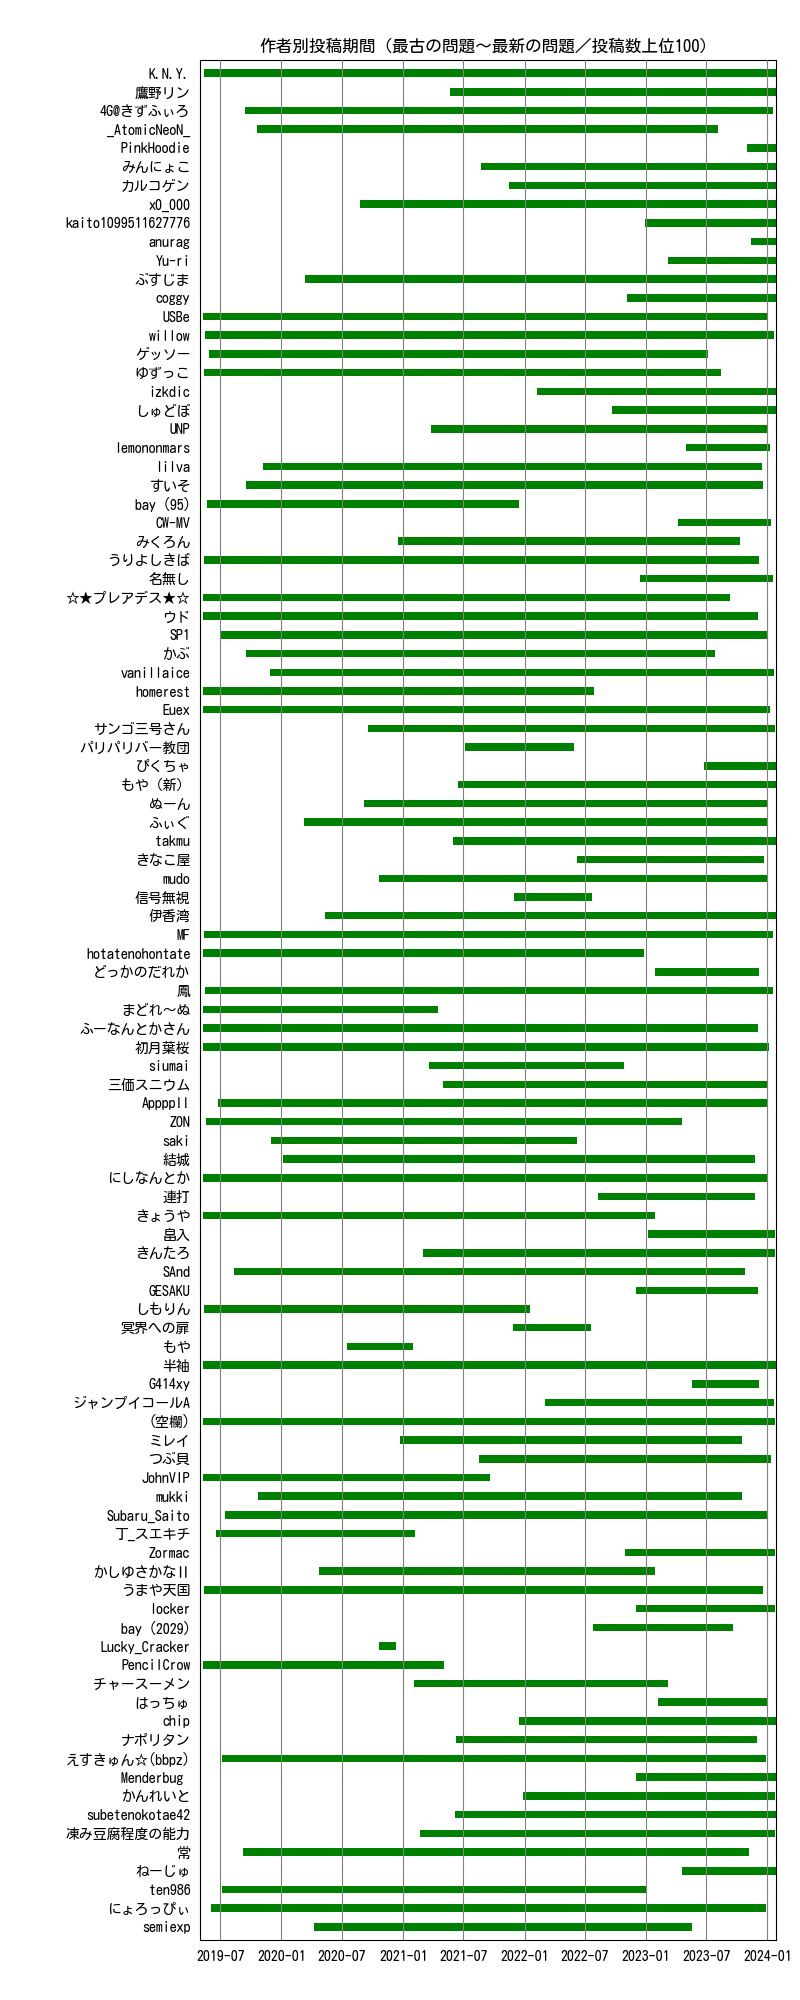 作者別投稿期間（最古の問題～最新の問題／投稿数上位100）
K.N.Y.
鷹野リン
4G@きずふぃろ
_AtomicNeoN_
PinkHoodie
みんにょこ
カルコゲン
x0_000
kaito1099511627776
anurag
Yu-ri
ぶすじま
coggy
USBe
willow
ゲッソー
ゆずっこ
izkdic
しゅどぼ
UNP
lemononmars
lilva
すいそ
bay (95)
CW-MV
みくろん
うりよしきば
名無し
☆★プレアデス★☆
ウド
SP1
かぶ
vanillaice
homerest
Euex
サンゴ三号さん
パリパリバー教団
ぴくちゃ
もや（新）
ぬーん
ふぃぐ
takmu
きなこ屋
mudo
信号無視
伊香湾
MF
hotatenohontate
どっかのだれか
鳳
まどれ～ぬ
ふーなんとかさん
初月葉桜
siumai
三価スニウム
Appppll
ZON
saki
結城
にしなんとか
連打
きょうや
畠入
きんたろ
SAnd
GESAKU
しもりん
冥界への扉
もや
半袖
G414xy
ジャンプイコールA
(空欄)
ミレイ
つぶ貝
JohnVIP
mukki
Subaru_Saito
丁_スエキチ
Zormac
かしゆさかなII
うまや天国
locker
bay (2029)
Lucky_Cracker
PencilCrow
チャースーメン
はっちゅ
chip
ナポリタン
えすきゅん☆(bbpz)
Menderbug
かんれいと
subetenokotae42
凍み豆腐程度の能力
常
ねーじゅ
ten986
にょろっぴぃ
semiexp
2019-07 2020-01 2020-07 2021-01 2021-07 2022-01 2022-07 2023-01 2023-07 2024-01